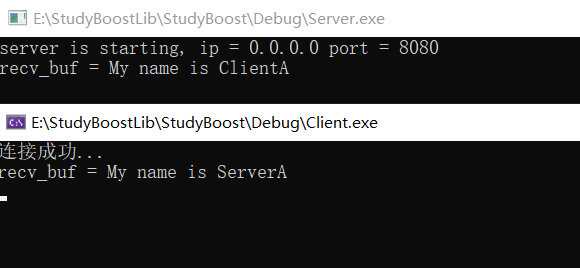 E:\StudyBoostLib\StudyBoost\Debug\Server.exe
server is starting, ip = 0.0.0.0 port = 8080
recv_buf = My name is ClientA
E:\StudyBoostLib\StudyBoost\Debug\Client.exe
连接成功...
recv_buf = My name is ServerA